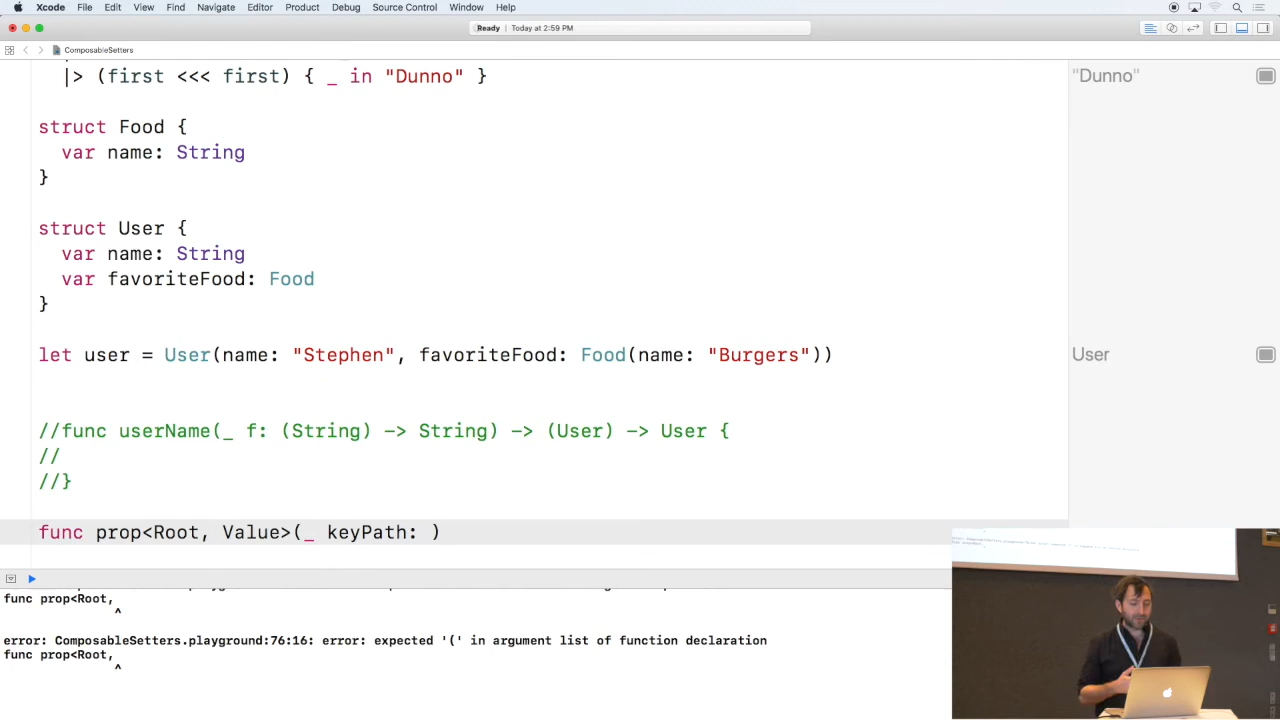 Xcode File Edit View Find Navigate Editor Product Debug Source Control Window Help
Ready | Today at 2:59 PM
ComposableSetters
|> (first <<< first) { _ in "Dunno" }
"Dunno"
struct Food {
var name: String
}
struct User {
var name: String
var favoriteFood: Food
}
let user = User(name: "Stephen", favoriteFood: Food(name: "Burgers"))
User
//func userName(_ f: (String) -> String) -> (User) -> User {
//
//}
func prop<Root, Value>(_ keyPath: )
func prop<Root,
^
error: ComposableSetters.playground:76:16: error: expected '(' in argument list of function declaration
func prop<Root,
^